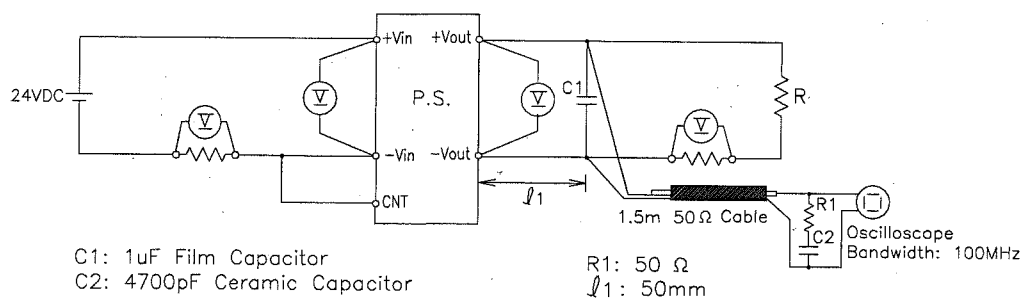 +Vin
+Vout
24VDC
V
V
V
V
P.S.
C1
R
-Vin
-Vout
CNT
ℓ1
1.5m 50Ω Cable
R1
C2
Oscilloscope
Bandwidth: 100MHz
C1: 1uF Film Capacitor
C2: 4700pF Ceramic Capacitor
R1: 50 Ω
ℓ1: 50mm